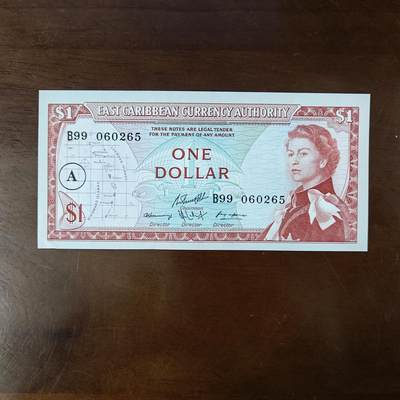 $1 EAST CARIBBEAN CURRENCY AUTHORITY $1
THESE NOTES ARE LEGAL TENDER
FOR THE PAYMENT OF ANY AMOUNT
B99 060265
ONE
DOLLAR
A
B99 060265
Chairman
$1
Director Director Director